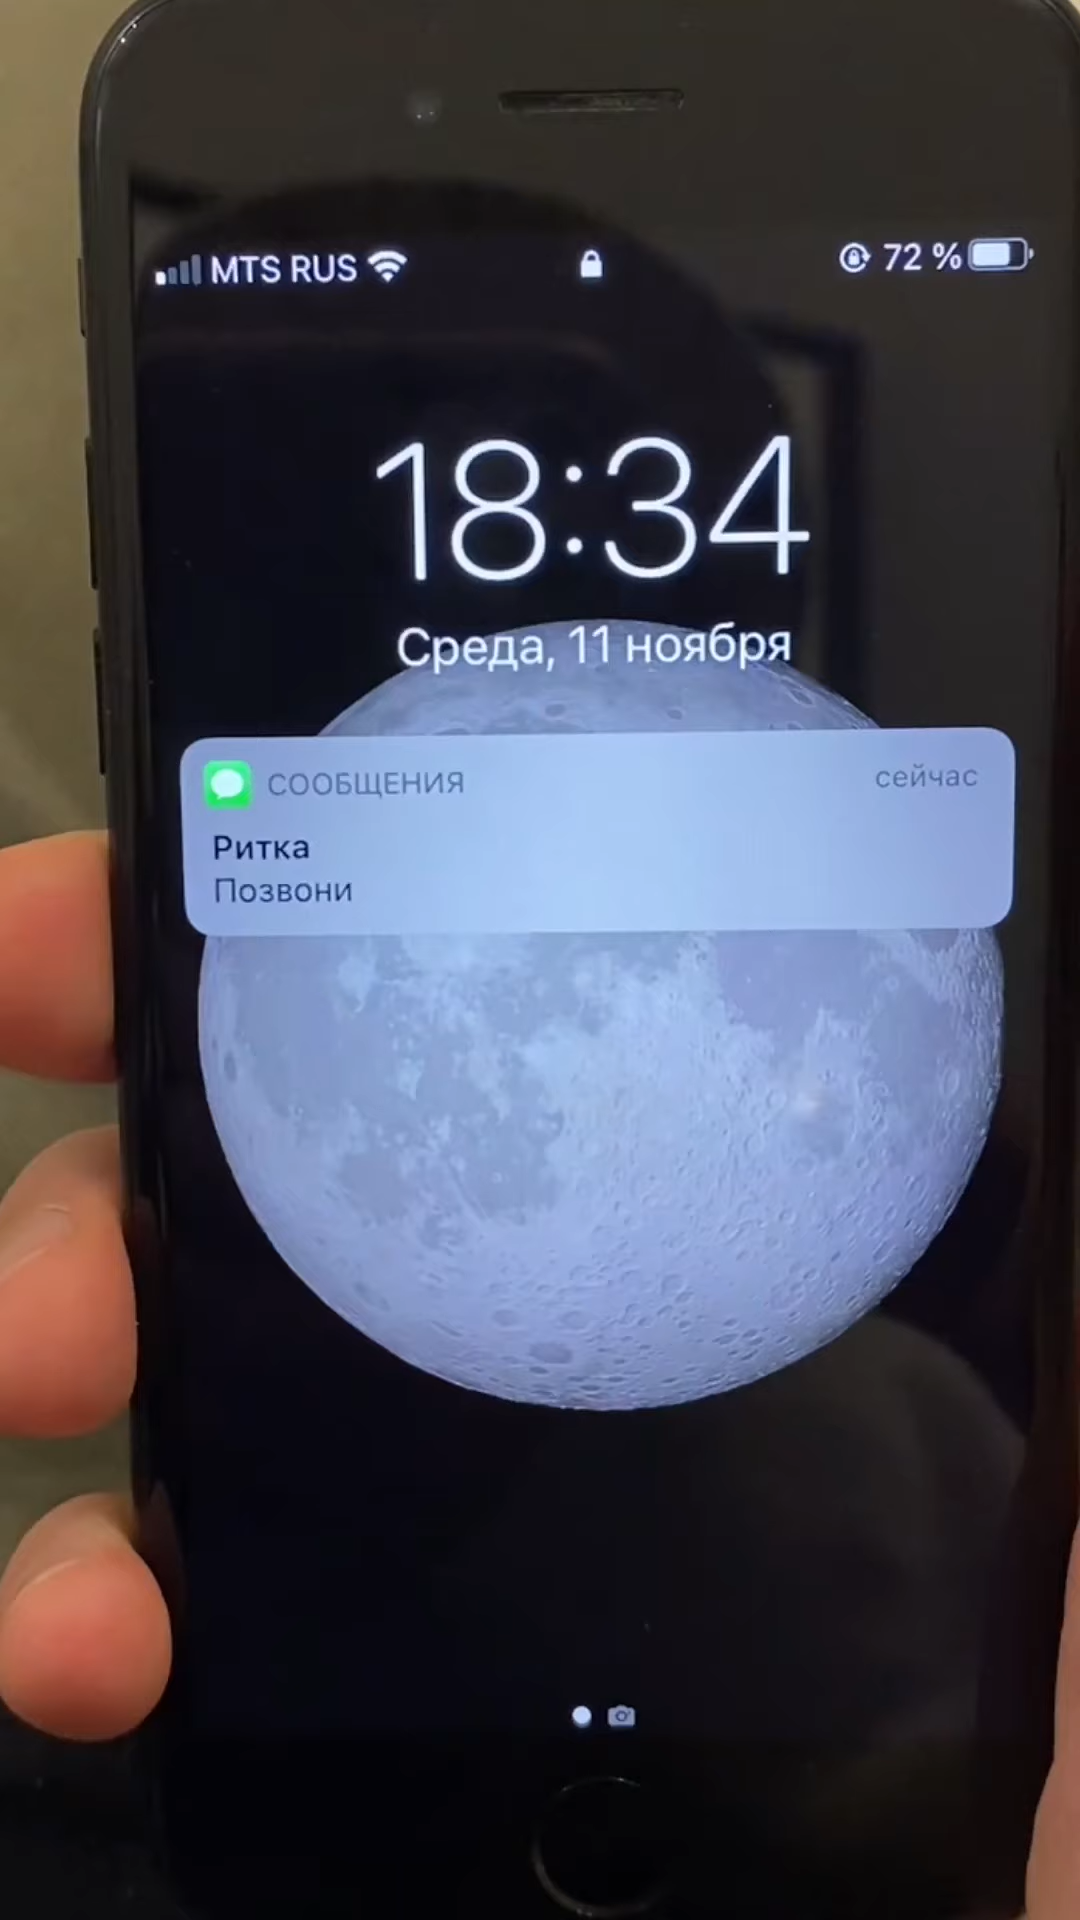 MTS RUS 72 %
18:34
Среда, 11 ноября
СООБЩЕНИЯ сейчас
Ритка
Позвони